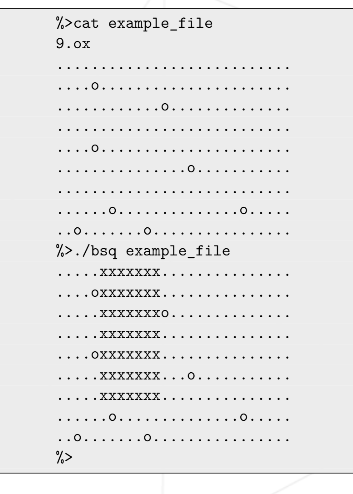 %>cat example_file
9.ox
...........................
....o......................
............o..............
...........................
....o......................
...............o...........
...........................
......o..............o.....
..o.......o................
%>./bsq example_file
.....xxxxxxx...............
....oxxxxxxx...............
.....xxxxxxxo..............
.....xxxxxxx...............
....oxxxxxxx...............
.....xxxxxxx...o...........
.....xxxxxxx...............
......o..............o.....
..o.......o................
%>